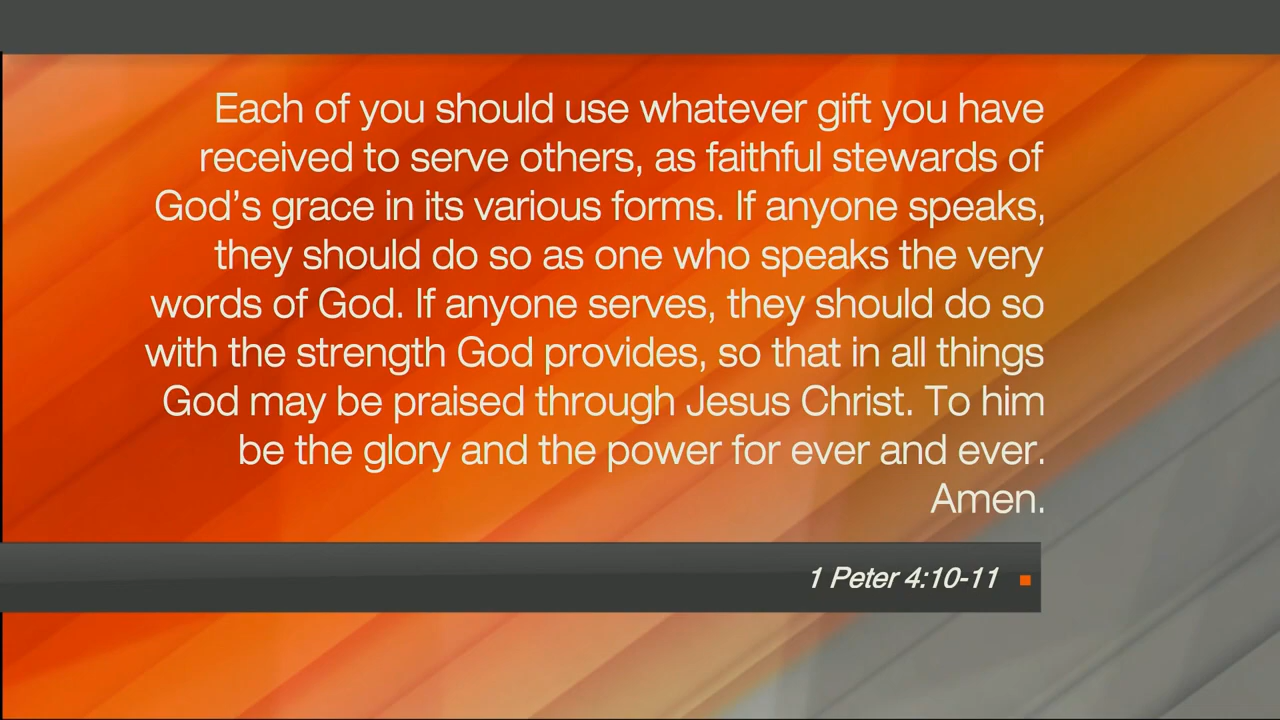 Each of you should use whatever gift you have
received to serve others, as faithful stewards of
God’s grace in its various forms. If anyone speaks,
they should do so as one who speaks the very
words of God. If anyone serves, they should do so
with the strength God provides, so that in all things
God may be praised through Jesus Christ. To him
be the glory and the power for ever and ever.
Amen.
1 Peter 4:10-11